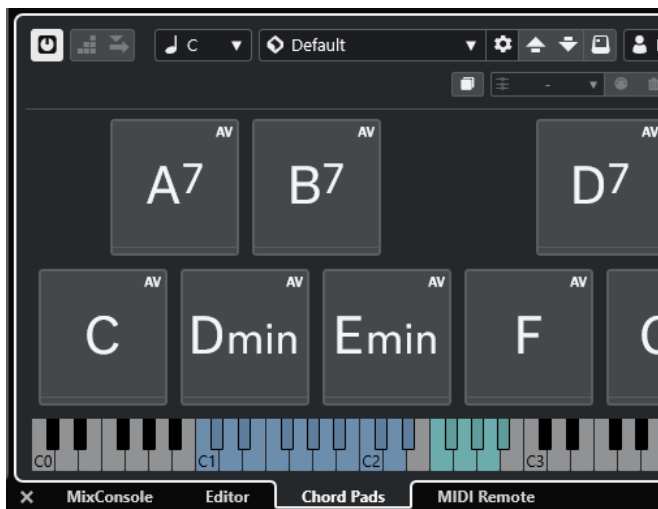 C Default
-
AV AV AV
A7 B7 D7
AV AV AV AV
C Dmin Emin F
C0 C1 C2 C3
MixConsole Editor Chord Pads MIDI Remote